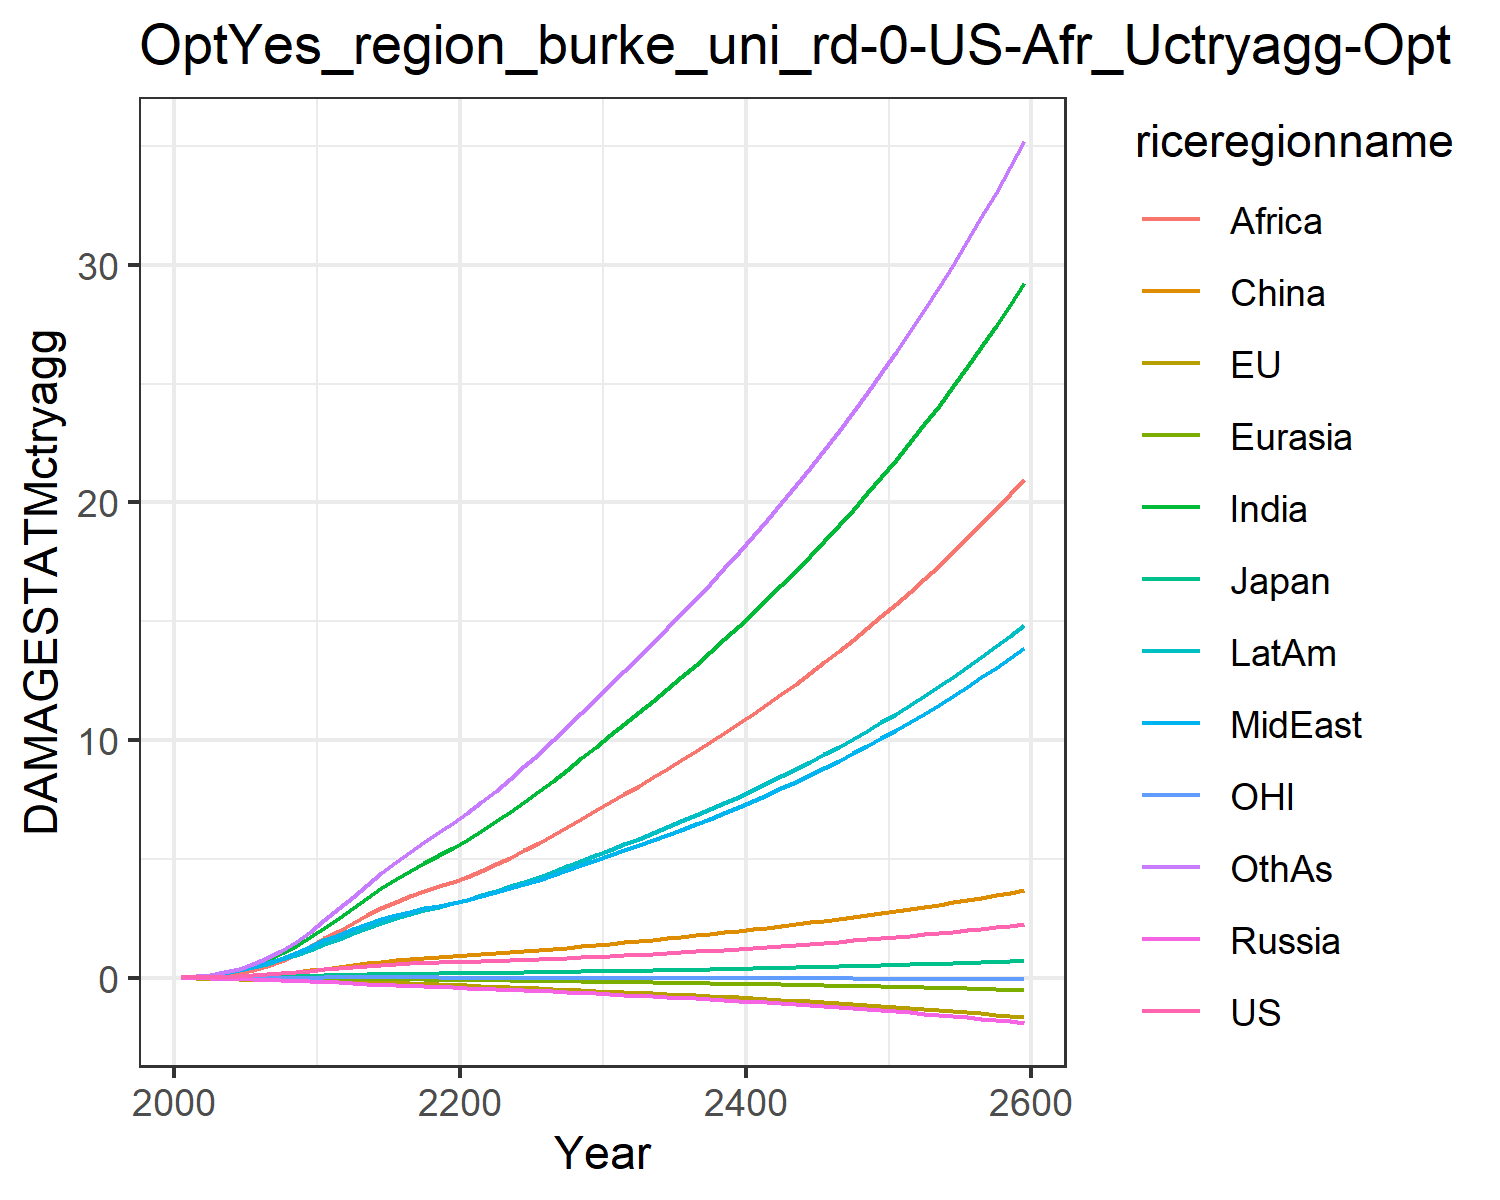 OptYes_region_burke_uni_rd-0-US-Afr_Uctryagg-Opt
DAMAGESTATMctryagg
30
20
10
0
2000
2200
2400
2600
Year
riceregionname
Africa
China
EU
Eurasia
India
Japan
LatAm
MidEast
OHI
OthAs
Russia
US